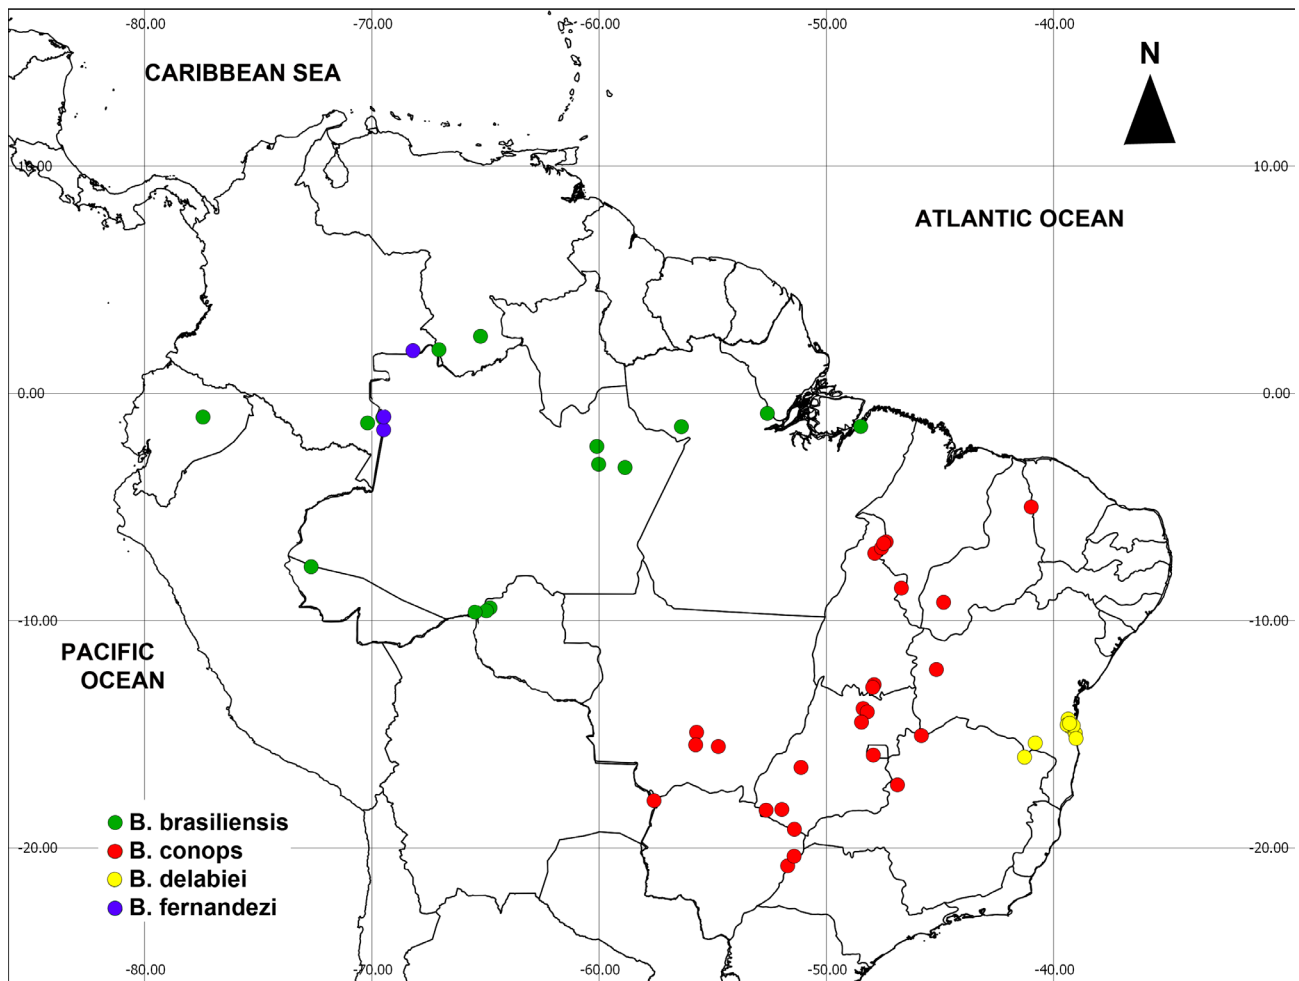 -80.00 -70.00 -60.00 -50.00 -40.00
N
CARIBBEAN SEA
10.00 10.00
ATLANTIC OCEAN
0.00 0.00
-10.00 -10.00
PACIFIC
OCEAN
B. brasiliensis
B. conops
-20.00 -20.00
B. delabiei
B. fernandezi
-80.00 -70.00 -60.00 -50.00 -40.00